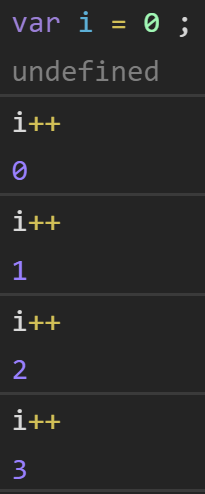 var i = 0 ;
undefined
i++
0
i++
1
i++
2
i++
3